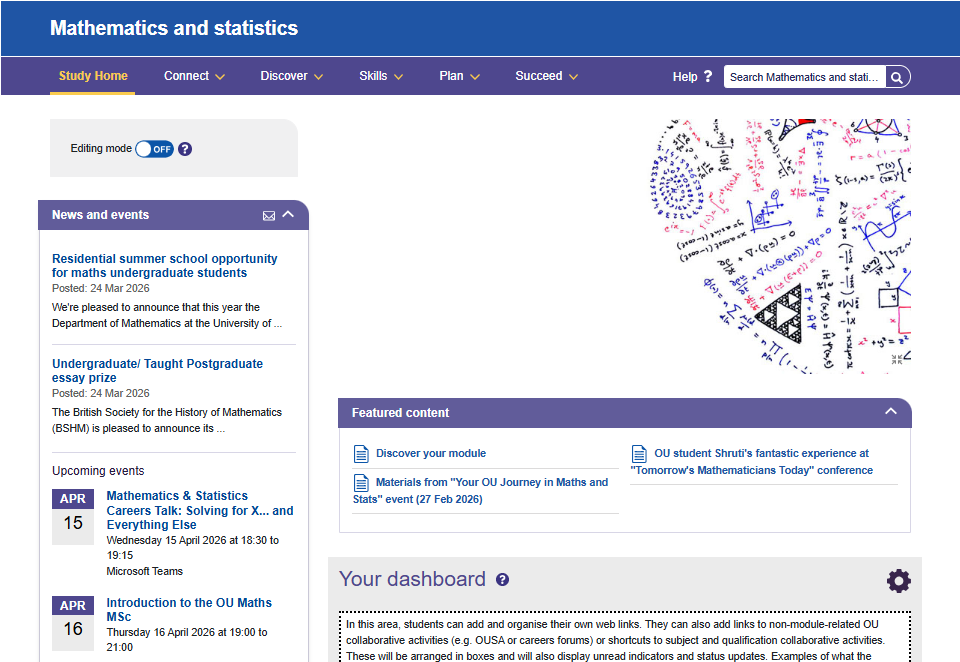 Mathematics and statistics
Study Home
Connect
Discover
Skills
Plan
Succeed
Help ?
Search Mathematics and stati...
Editing mode OFF ?
News and events
Residential summer school opportunity
for maths undergraduate students
Posted: 24 Mar 2026
We're pleased to announce that this year the
Department of Mathematics at the University of ...
Undergraduate/ Taught Postgraduate
essay prize
Posted: 24 Mar 2026
The British Society for the History of Mathematics
(BSHM) is pleased to announce its ...
Upcoming events
APR
15
Mathematics & Statistics
Careers Talk: Solving for X... and
Everything Else
Wednesday 15 April 2026 at 18:30 to
19:15
Microsoft Teams
APR
16
Introduction to the OU Maths
MSc
Thursday 16 April 2026 at 19:00 to
21:00
Featured content
Discover your module
Materials from "Your OU Journey in Maths and
Stats" event (27 Feb 2026)
OU student Shruti's fantastic experience at
"Tomorrow's Mathematicians Today" conference
Your dashboard ?
In this area, students can add and organise their own web links. They can also add links to non-module-related OU
collaborative activities (e.g. OUSA or careers forums) or shortcuts to subject and qualification collaborative activities.
These will be arranged in boxes and will also display unread indicators and status updates. Examples of what the